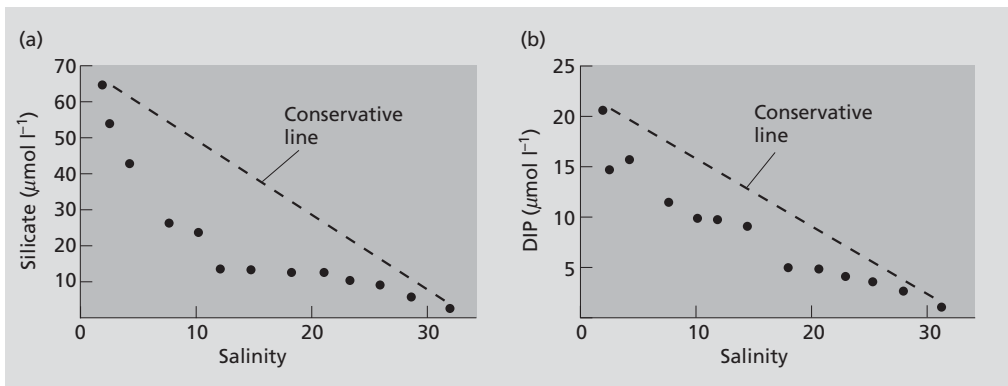 (a)
Silicate (μmol l⁻¹)
70
60
50
40
30
20
10
0
10
20
30
Salinity
Conservative
line
(b)
DIP (μmol l⁻¹)
25
20
15
10
5
0
10
20
30
Salinity
Conservative
line